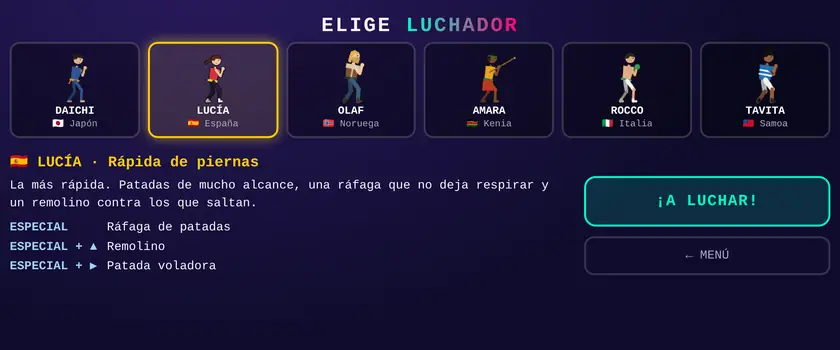 ELIGE LUCHADOR
DAICHI
Japón
LUCÍA
España
OLAF
Noruega
AMARA
Kenia
ROCCO
Italia
TAVITA
Samoa
LUCÍA · Rápida de piernas
La más rápida. Patadas de mucho alcance, una ráfaga que no deja respirar y
un remolino contra los que saltan.
ESPECIAL Ráfaga de patadas
ESPECIAL + ▲ Remolino
ESPECIAL + ▶ Patada voladora
¡A LUCHAR!
← MENÚ